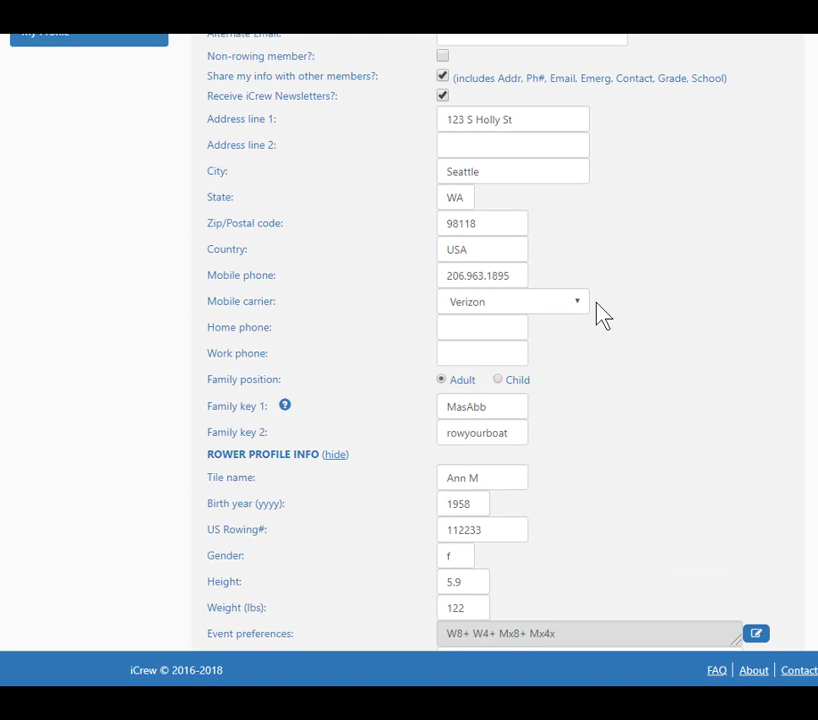 My Profile
Alternate Email:
Non-rowing member?:
Share my info with other members?: (includes Addr, Ph#, Email, Emerg. Contact, Grade, School)
Receive iCrew Newsletters?:
Address line 1: 123 S Holly St
Address line 2:
City: Seattle
State: WA
Zip/Postal code: 98118
Country: USA
Mobile phone: 206.963.1895
Mobile carrier: Verizon
Home phone:
Work phone:
Family position: Adult Child
Family key 1: ? MasAbb
Family key 2: rowyourboat
ROWER PROFILE INFO (hide)
Tile name: Ann M
Birth year (yyyy): 1958
US Rowing#: 112233
Gender: f
Height: 5.9
Weight (lbs): 122
Event preferences: W8+ W4+ Mx8+ Mx4x
iCrew © 2016-2018 FAQ | About | Contact